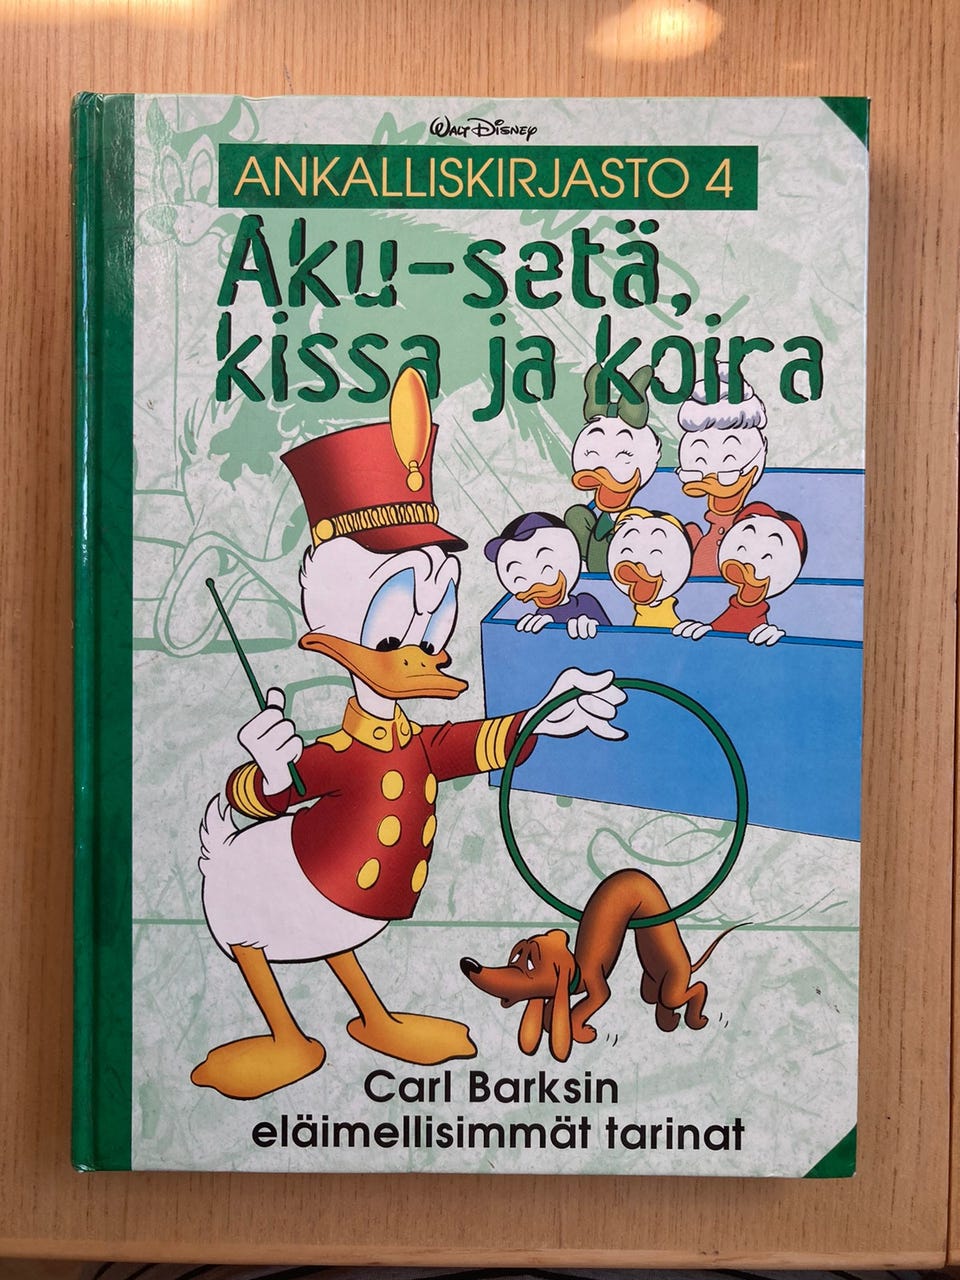 Walt Disney
ANKALLISKIRJASTO 4
Aku-setä,
kissa ja koira
Carl Barksin
eläimellisimmät tarinat